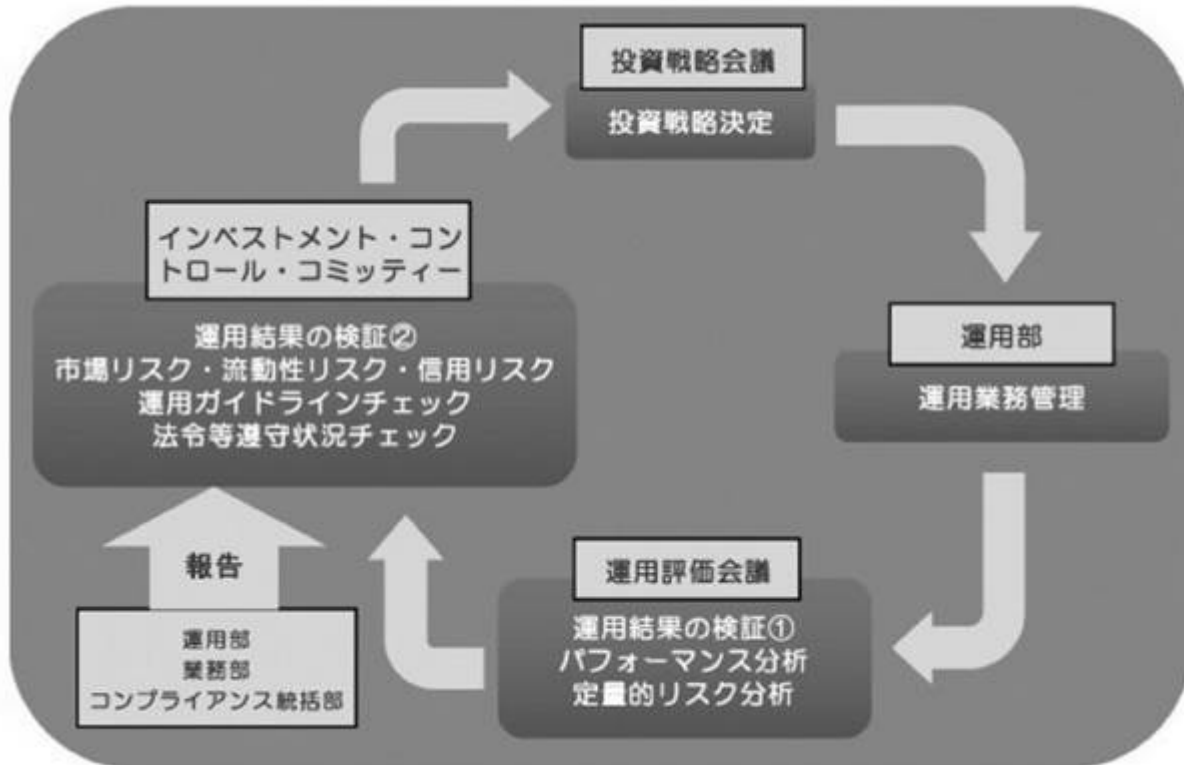 投資戦略会議
投資戦略決定
インベストメント・コン
トロール・コミッティー
運用結果の検証②
市場リスク・流動性リスク・信用リスク
運用ガイドラインチェック
法令等遵守状況チェック
運用部
運用業務管理
報告
運用部
業務部
コンプライアンス統括部
運用評価会議
運用結果の検証①
パフォーマンス分析
定量的リスク分析